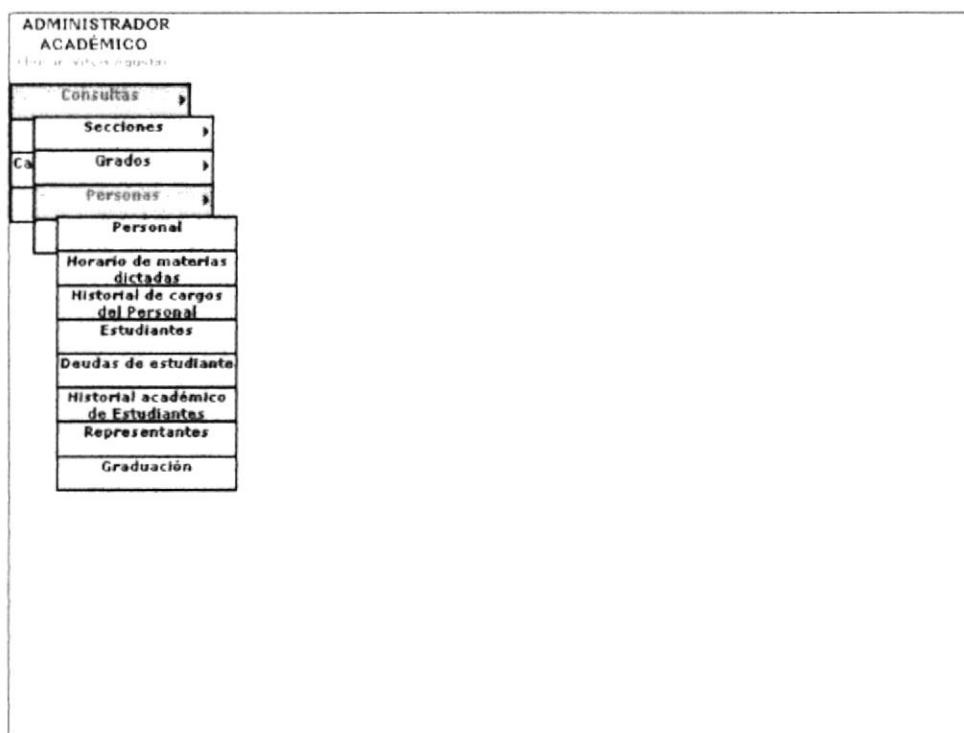 ADMINISTRADOR
ACADÉMICO
Consultas
Secciones
Ca
Grados
Personas
Personal
Horario de materias
dictadas
Historial de cargos
del Personal
Estudiantes
Deudas de estudiante
Historial académico
de Estudiantes
Representantes
Graduación